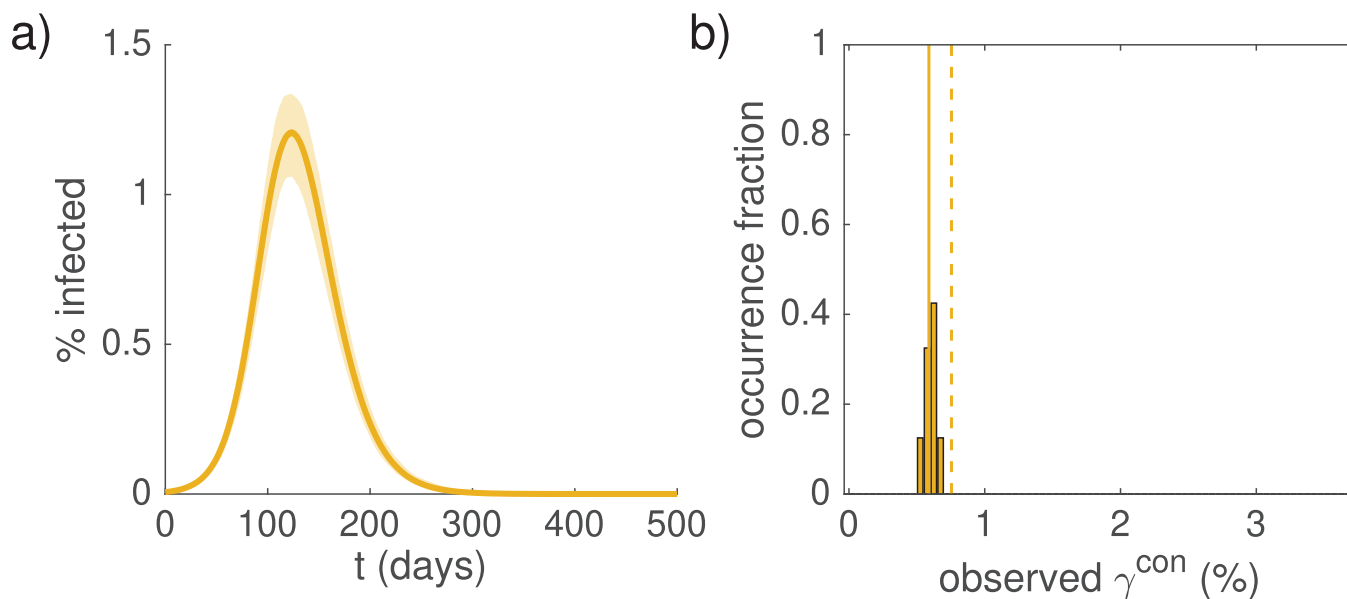 a)
1.5
1
0.5
0
% infected
0 100 200 300 400 500
t (days)
b)
1
0.8
0.6
0.4
0.2
0
occurrence fraction
0 1 2 3
observed γ^con (%)